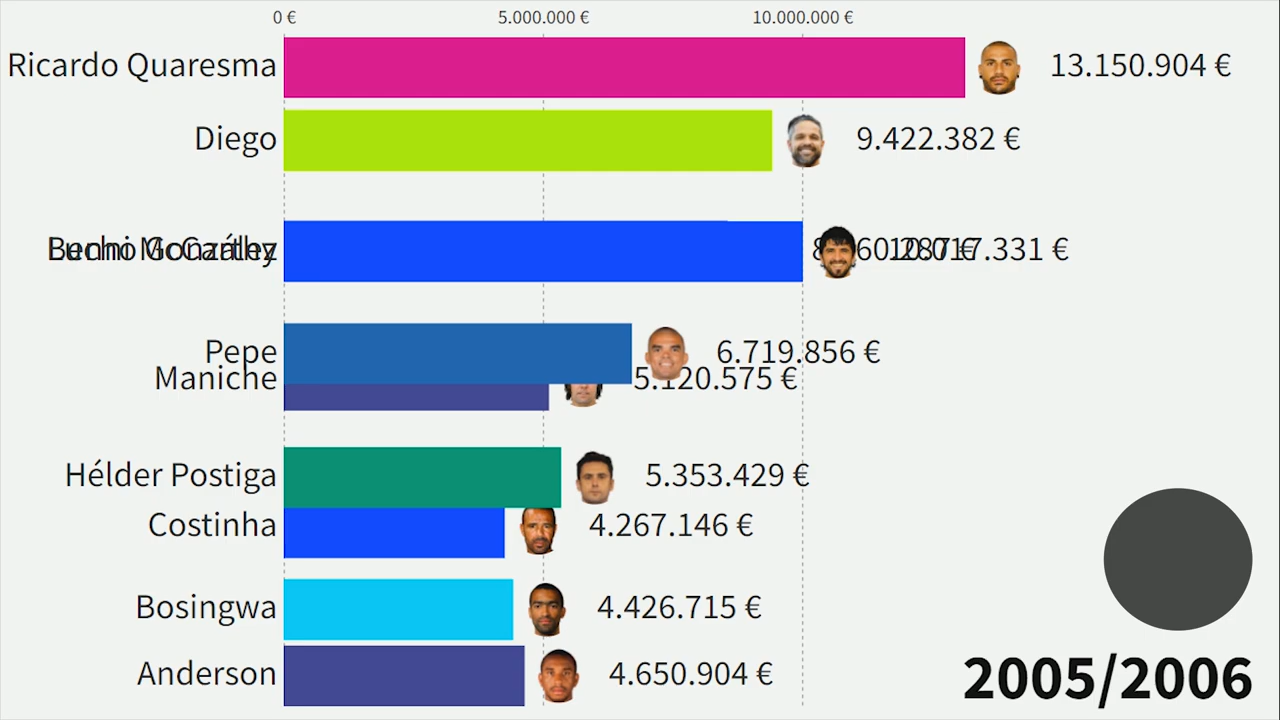 0 € 5.000.000 € 10.000.000 €
Ricardo Quaresma 13.150.904 €
Diego 9.422.382 €
Pepe 6.719.856 €
Maniche 5.120.575 €
Hélder Postiga 5.353.429 €
Costinha 4.267.146 €
Bosingwa 4.426.715 €
Anderson 4.650.904 €
2005/2006